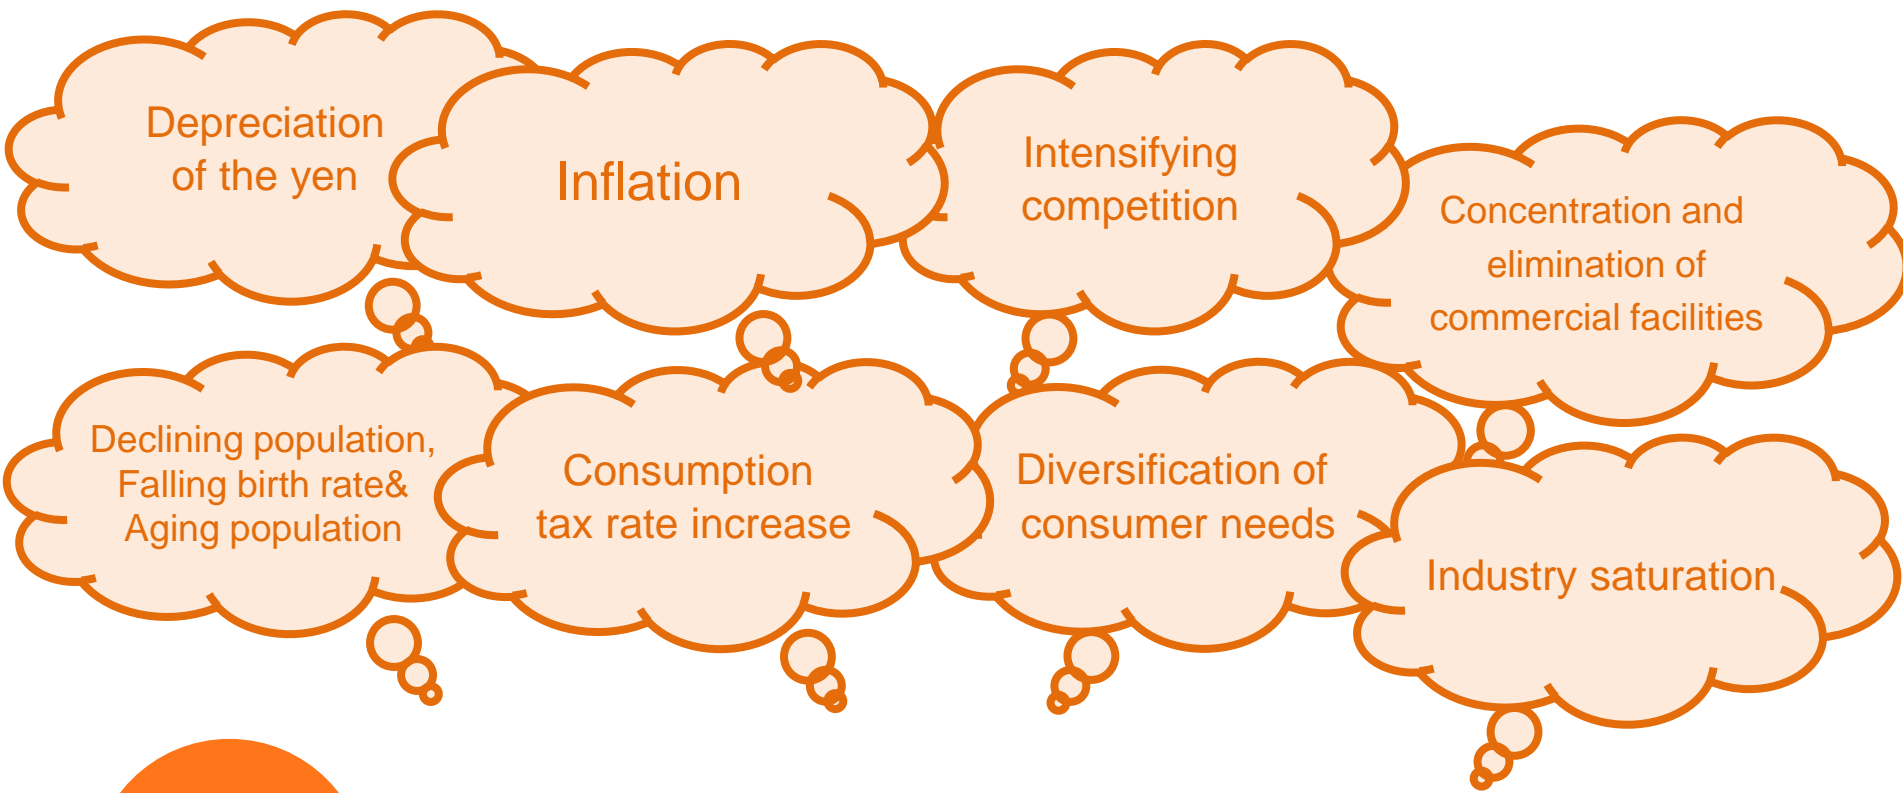 Depreciation
of the yen
Inflation
Intensifying
competition
Concentration and
elimination of
commercial facilities
Declining population,
Falling birth rate&
Aging population
Consumption
tax rate increase
Diversification of
consumer needs
Industry saturation